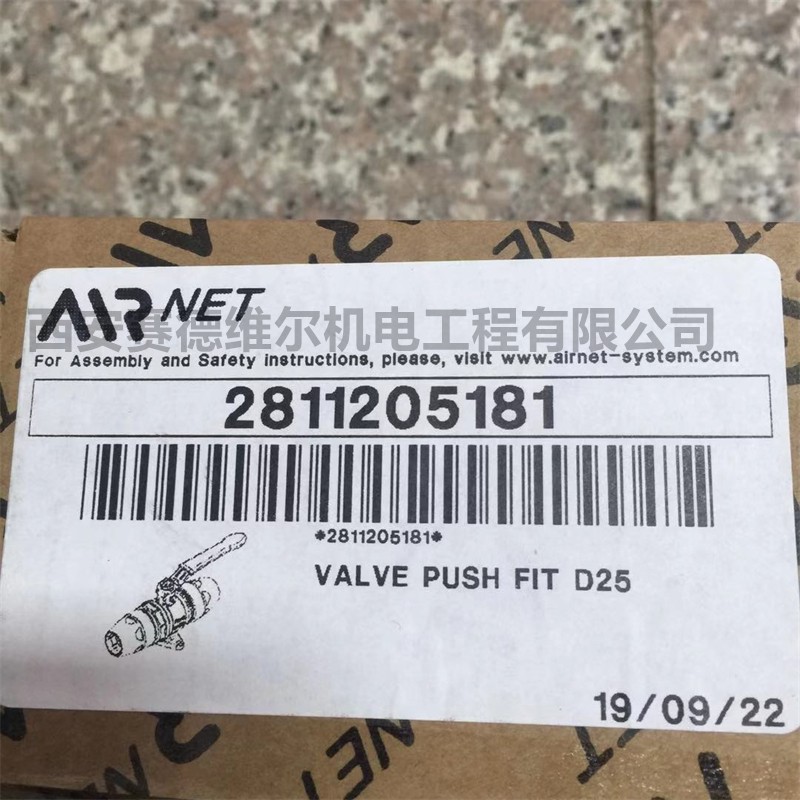 AIRNET
西安赛德维尔机电工程有限公司
For Assembly and Safety instructions, please, visit www.airnet-system.com
2811205181
*2811205181*
VALVE PUSH FIT D25
19/09/22